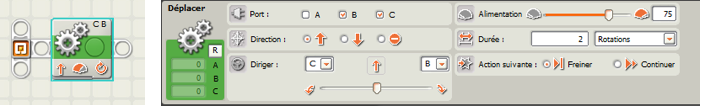 C B
Déplacer
R
0 A
0 B
0 C
Port : A B C
Direction :
Diriger : C B
Alimentation 75
Durée : 2 Rotations
Action suivante : Freiner Continuer